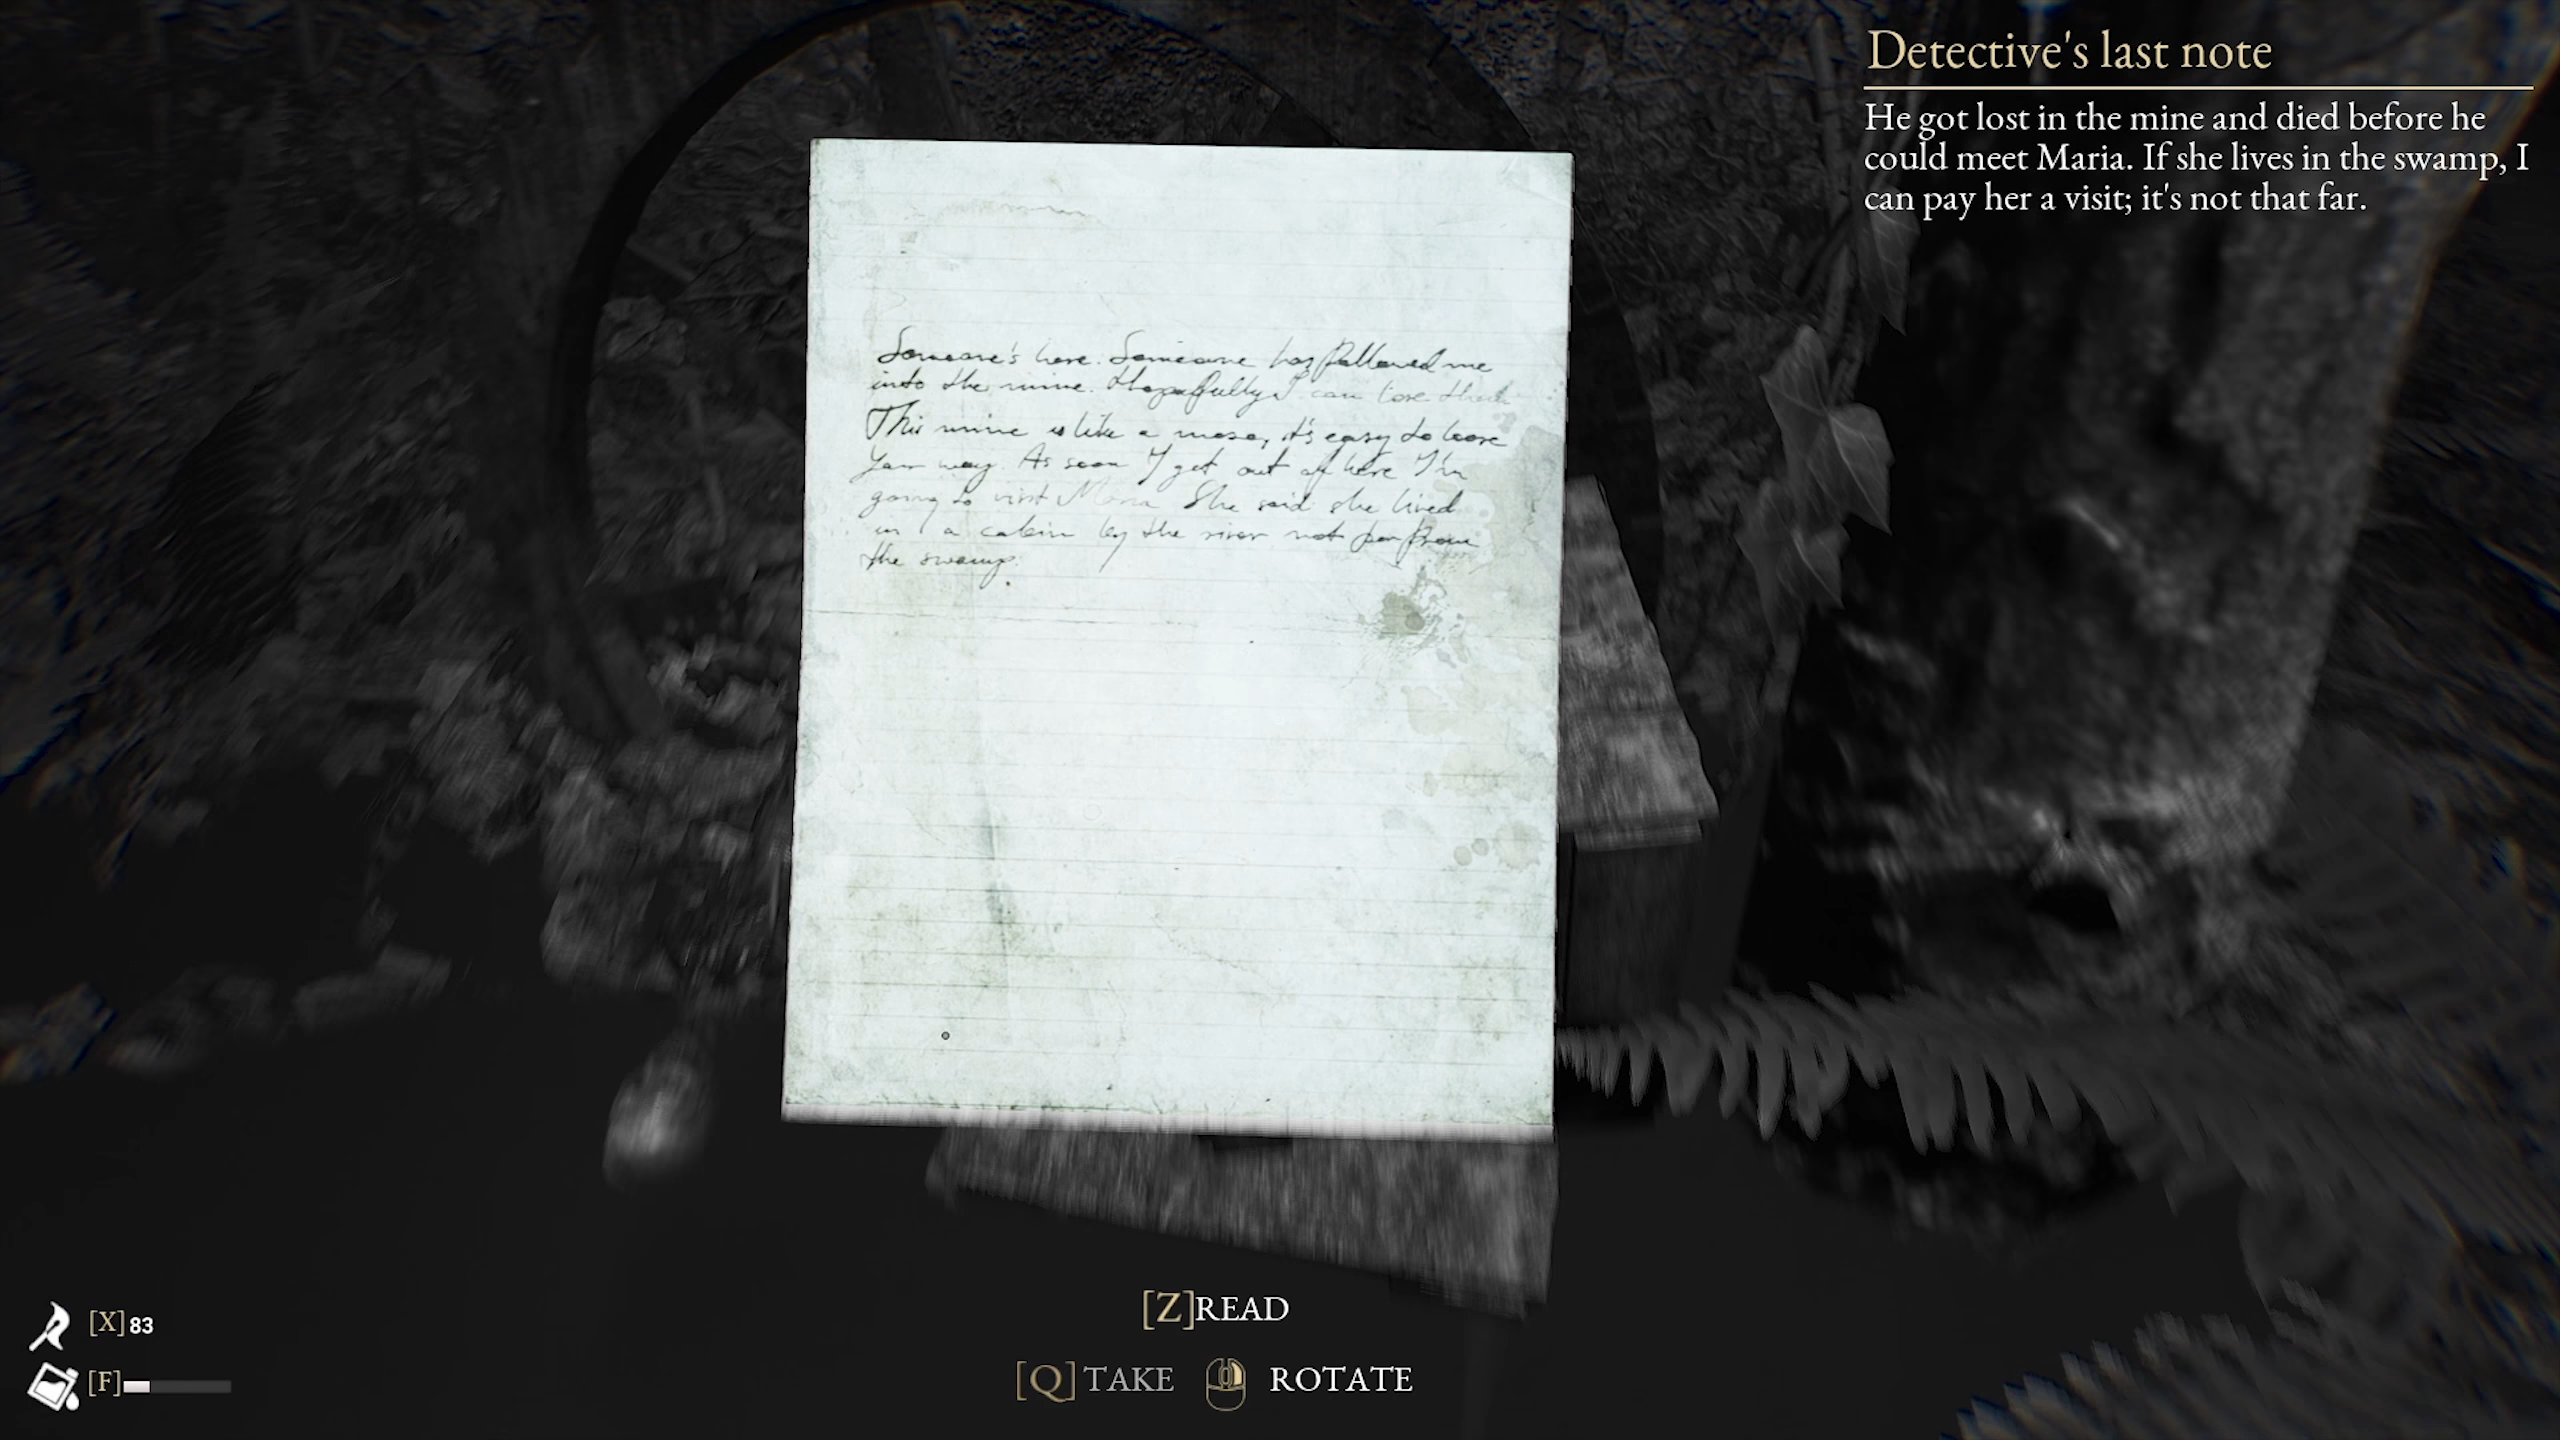 Detective's last note
He got lost in the mine and died before he
could meet Maria. If she lives in the swamp, I
can pay her a visit; it's not that far.
Someone's here. Someone has followed me
into the mine. Hopefully I can lose them.
This mine is like a maze, it's easy to loose
your way. As soon I get out of here I'm
going to visit Maria. She said she lived
in a cabin by the river not far from
the swamp.
[X] 83
[F]
[Z]READ
[Q]TAKE ROTATE